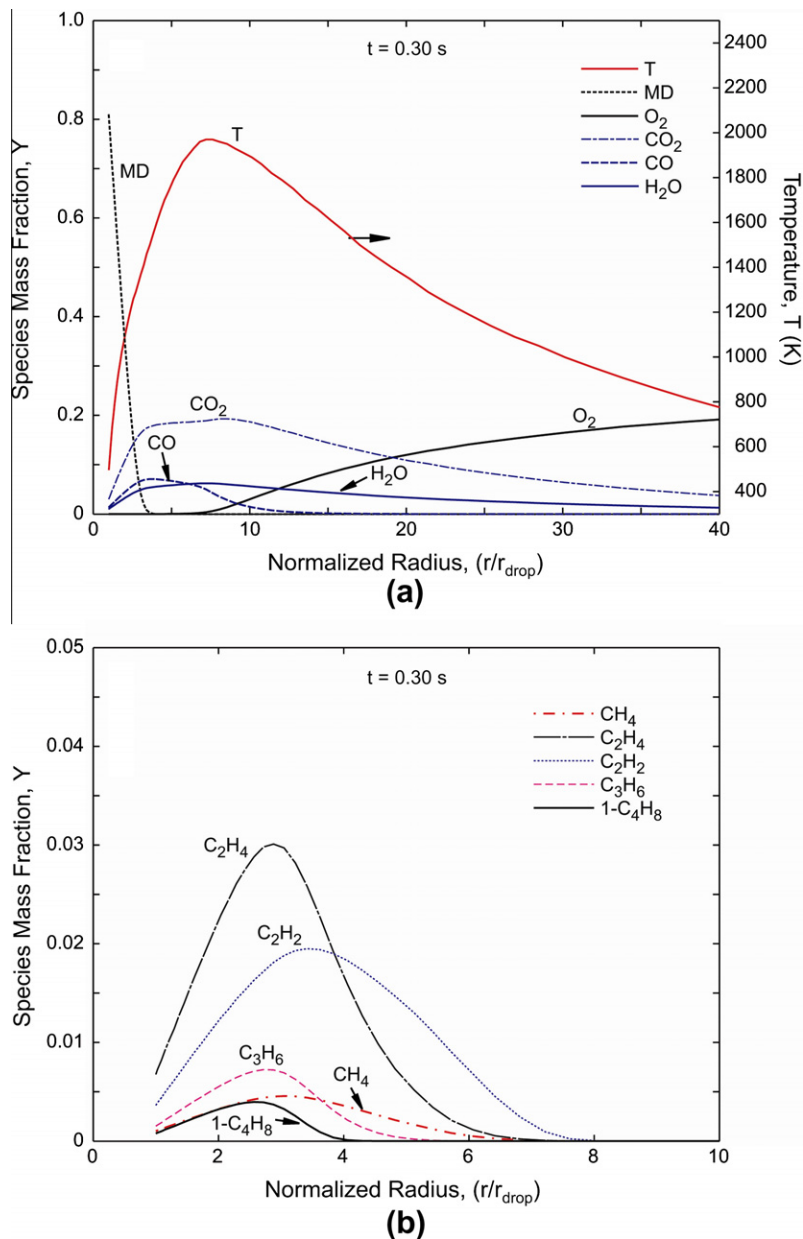 t = 0.30 s
T
MD
O₂
CO₂
CO
H₂O
T
MD
CO₂
CO
H₂O
O₂
1.0
0.8
0.6
0.4
0.2
0
2400
2200
2000
1800
1600
1400
1200
1000
800
600
400
0
10
20
30
40
Species Mass Fraction, Y
Temperature, T (K)
Normalized Radius, (r/r_drop)
(a)
t = 0.30 s
CH₄
C₂H₄
C₂H₂
C₃H₆
1-C₄H₈
C₂H₄
C₂H₂
C₃H₆
CH₄
1-C₄H₈
0.05
0.04
0.03
0.02
0.01
0
0
2
4
6
8
10
Species Mass Fraction, Y
Normalized Radius, (r/r_drop)
(b)